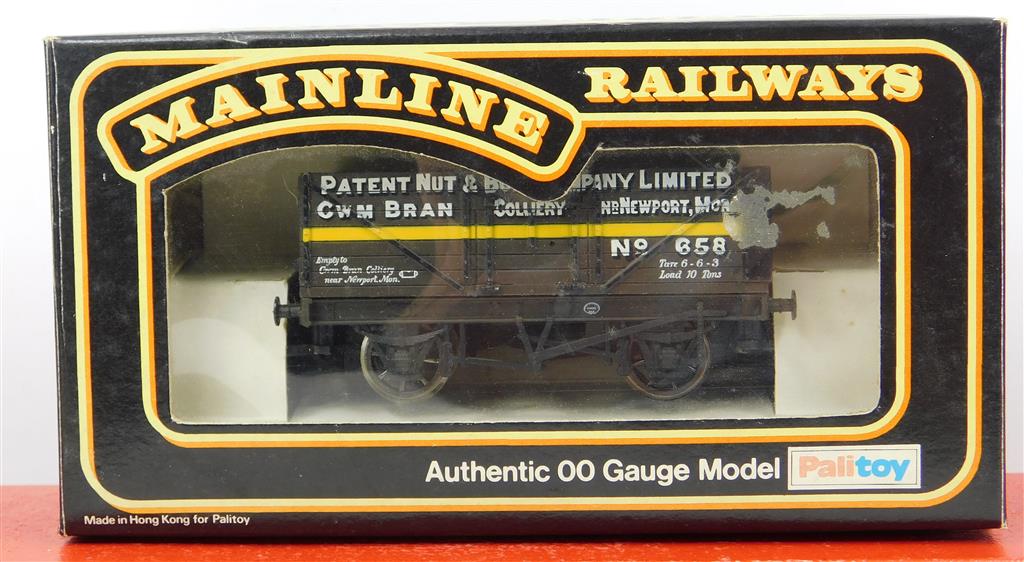 MAINLINE RAILWAYS
PATENT NUT & COMPANY LIMITED
CWM BRAN COLLIERY NR NEWPORT, MON
No 658
Empty to
Cwm Bran Colliery
near Newport. Mon.
Tare 6-6-3
Load 10 Tons
Authentic OO Gauge Model Palitoy
Made in Hong Kong for Palitoy